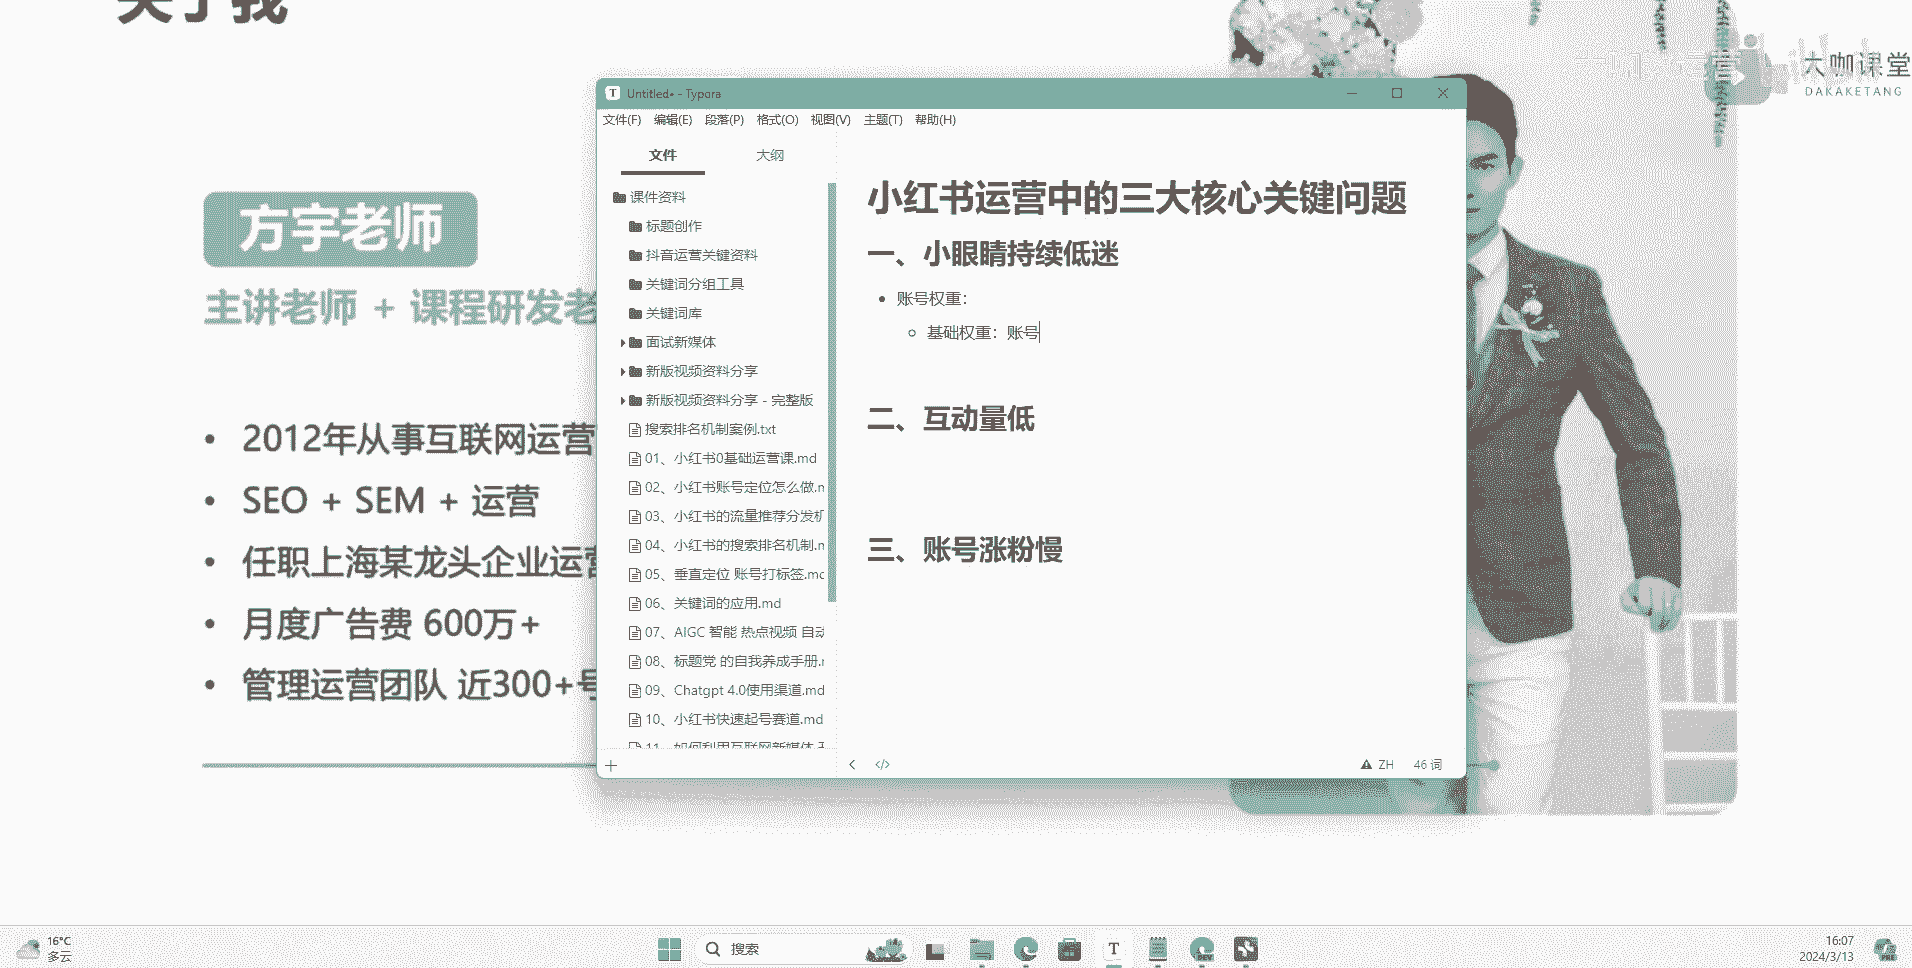 关于我
大咖课堂
DAKAKETANG
方宇老师
主讲老师 + 课程研发老
2012年从事互联网运营
SEO + SEM + 运营
任职上海某龙头企业运营
月度广告费 600万+
管理运营团队 近300+号
Untitled• - Typora
文件(F) 编辑(E) 段落(P) 格式(O) 视图(V) 主题(T) 帮助(H)
文件 大纲
课件资料
标题创作
抖音运营关键资料
关键词分组工具
关键词库
面试新媒体
新版视频资料分享
新版视频资料分享 - 完整版
搜索排名机制案例.txt
01、小红书0基础运营课.md
02、小红书账号定位怎么做.m
03、小红书的流量推荐分发机
04、小红书的搜索排名机制.m
05、垂直定位 账号打标签.md
06、关键词的应用.md
07、AIGC 智能 热点视频 自动
08、标题党 的自我养成手册.m
09、Chatgpt 4.0使用渠道.md
10、小红书快速起号赛道.md
11、如何利用互联网新媒体
小红书运营中的三大核心关键问题
一、小眼睛持续低迷
账号权重：
基础权重：账号
二、互动量低
三、账号涨粉慢
ZH 46 词
16°C
多云
搜索
16:07
2024/3/13